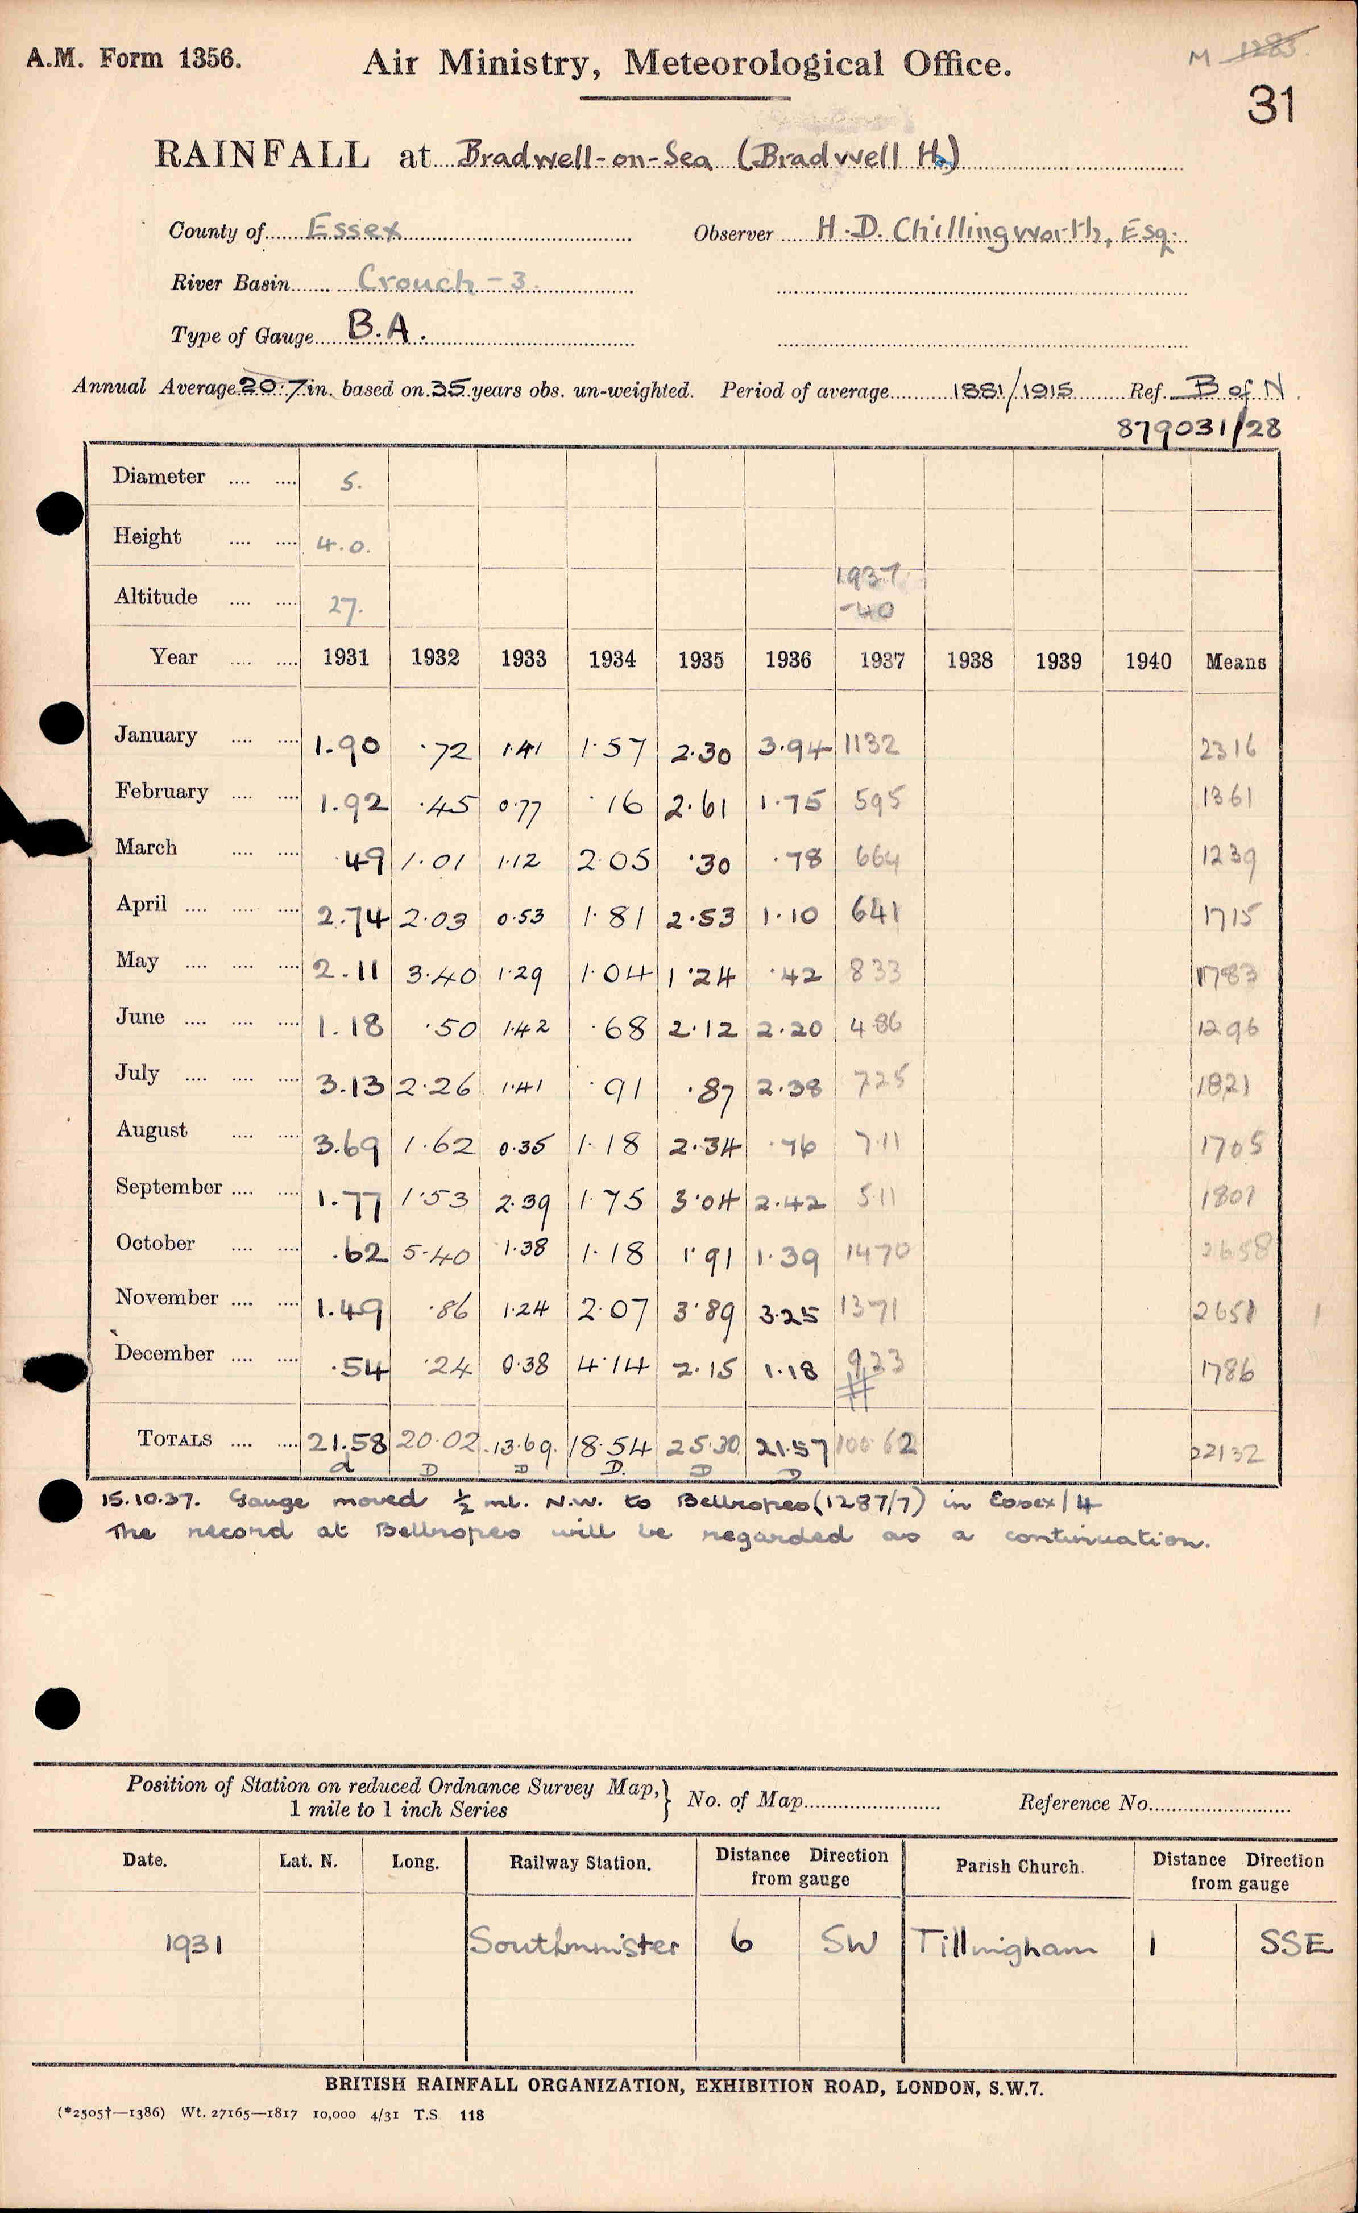 A.M. Form 1356.
Air Ministry, Meteorological Office.
M 1283.
31
RAINFALL at Bradwell-on-Sea (Bradwell Ho.)
County of Essex
Observer H.D. Chillingworth, Esq.
River Basin Crouch-3.
Type of Gauge B.A.
Annual Average 20.7 in. based on 35 years obs. un-weighted. Period of average 1881/1915 Ref. B of N.
879031/28
Diameter 5.
Height 4.0.
1937
Altitude 27. 40
Year 1931 1932 1933 1934 1935 1936 1937 1938 1939 1940 Means
January 1.90 .72 1.41 1.57 2.30 3.94 1132 2316
February 1.92 .45 0.77 .16 2.61 1.75 595 1361
March .49 1.01 1.12 2.05 .30 .78 664 1239
April 2.74 2.03 0.53 1.81 2.53 1.10 641 1715
May 2.11 3.40 1.29 1.04 1.24 .42 833 1783
June 1.18 .50 1.42 .68 2.12 2.20 486 1296
July 3.13 2.26 1.41 .91 .87 2.38 725 1821
August 3.69 1.62 0.35 1.18 2.34 .76 711 1705
September 1.77 1.53 2.39 1.75 3.04 2.42 511 1801
October .62 5.40 1.38 1.18 1.91 1.39 1470 2658
November 1.49 .86 1.24 2.07 3.89 3.25 1371 2651
December .54 .24 0.38 4.14 2.15 1.18 923 1786
TOTALS 21.58 20.02 13.69 18.54 25.30 21.57 100 62 22132
d D D D. D D
15.10.37. Gauge moved ½ ml. N.W. to Bellropes (1287/7) in Essex/4
The record at Bellropes will be regarded as a continuation.
Position of Station on reduced Ordnance Survey Map,} No. of Map Reference No.
1 mile to 1 inch Series
Date. Lat. N. Long. Railway Station. Distance Direction from gauge Parish Church. Distance Direction from gauge
1931 Southminster 6 SW Tillingham 1 SSE
BRITISH RAINFALL ORGANIZATION, EXHIBITION ROAD, LONDON, S.W.7.
(*2505†—1386) Wt. 27165—1817 10,000 4/31 T.S. 118